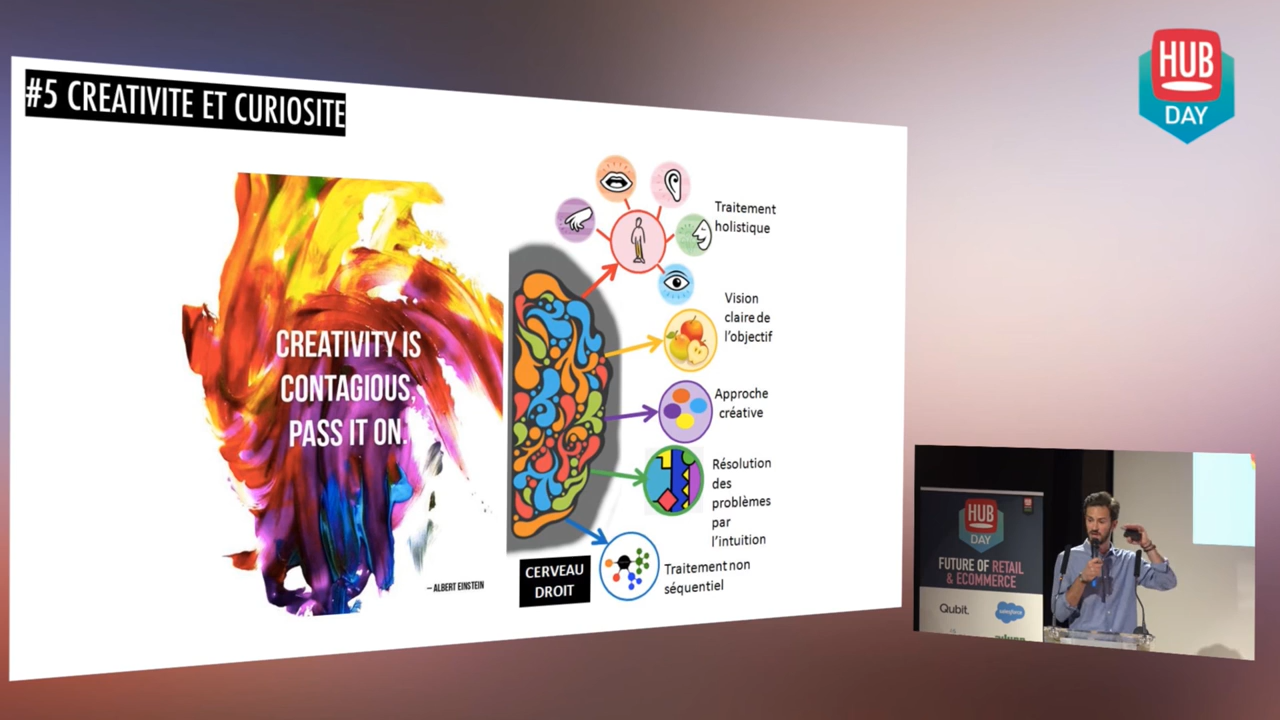 #5 CREATIVITE ET CURIOSITE
CREATIVITY IS
CONTAGIOUS,
PASS IT ON.
– ALBERT EINSTEIN
Traitement
holistique
Vision
claire de
l'objectif
Approche
créative
Résolution
des
problèmes
par
l'intuition
Traitement non
séquentiel
CERVEAU
DROIT
HUB
DAY
HUB
DAY
FUTURE OF RETAIL
& ECOMMERCE
Qubit.
salesforce